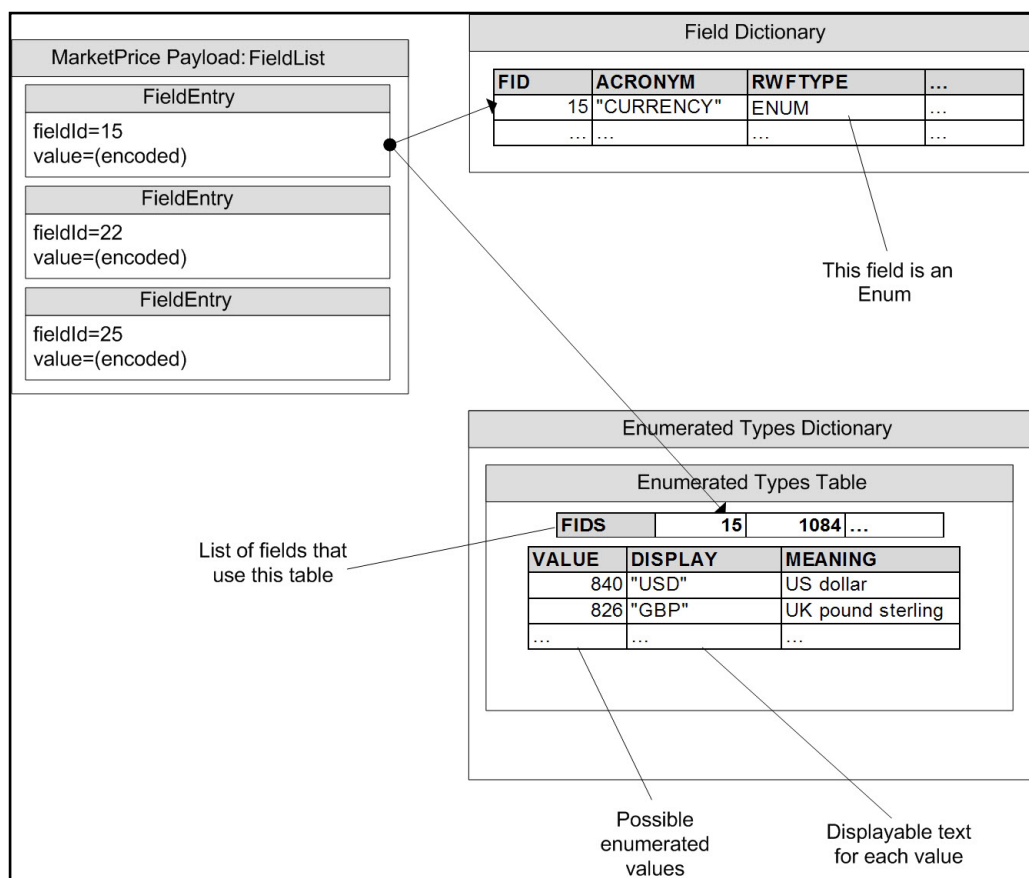 MarketPrice Payload: FieldList
FieldEntry
fieldId=15
value=(encoded)
FieldEntry
fieldId=22
value=(encoded)
FieldEntry
fieldId=25
value=(encoded)
Field Dictionary
FID ACRONYM RWFTYPE ...
15 "CURRENCY" ENUM ...
... ... ... ...
This field is an
Enum
Enumerated Types Dictionary
Enumerated Types Table
FIDS 15 1084 ...
List of fields that
use this table
VALUE DISPLAY MEANING
840 "USD" US dollar
826 "GBP" UK pound sterling
... ... ...
Possible
enumerated
values
Displayable text
for each value